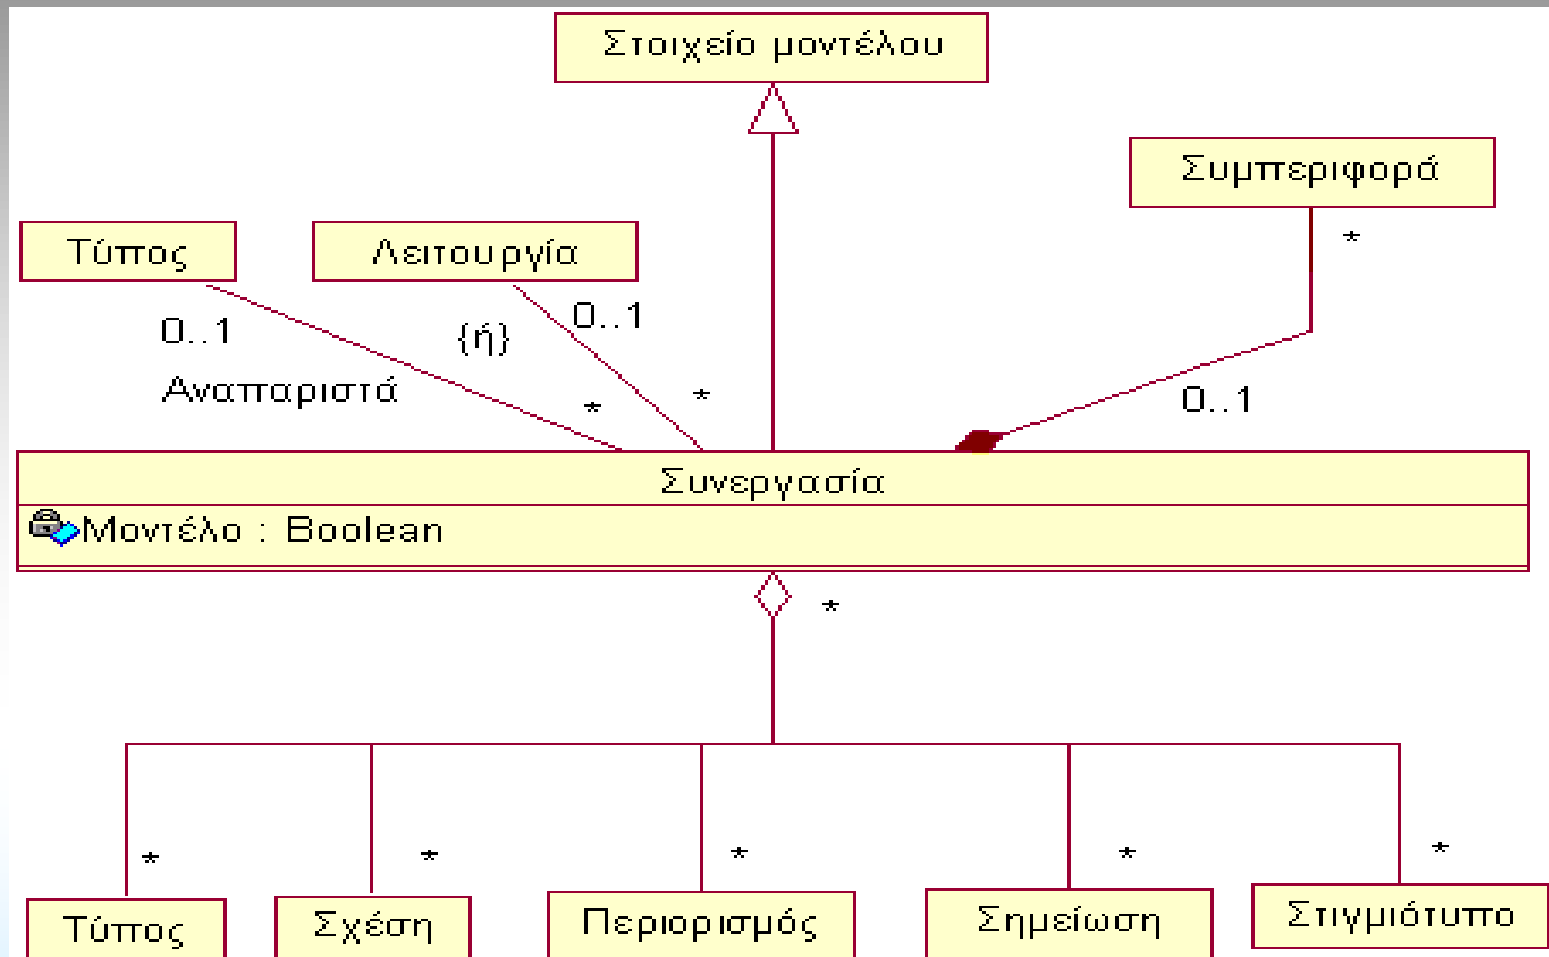 Στοιχείο μοντέλου
Συμπεριφορά
*
Τύπος
Λειτουργία
0..1
{ή}
0..1
Αναπαριστά
*
*
0..1
Συνεργασία
Μοντέλο : Boolean
*
*
*
*
*
*
Τύπος
Σχέση
Περιορισμός
Σημείωση
Στιγμιότυπο